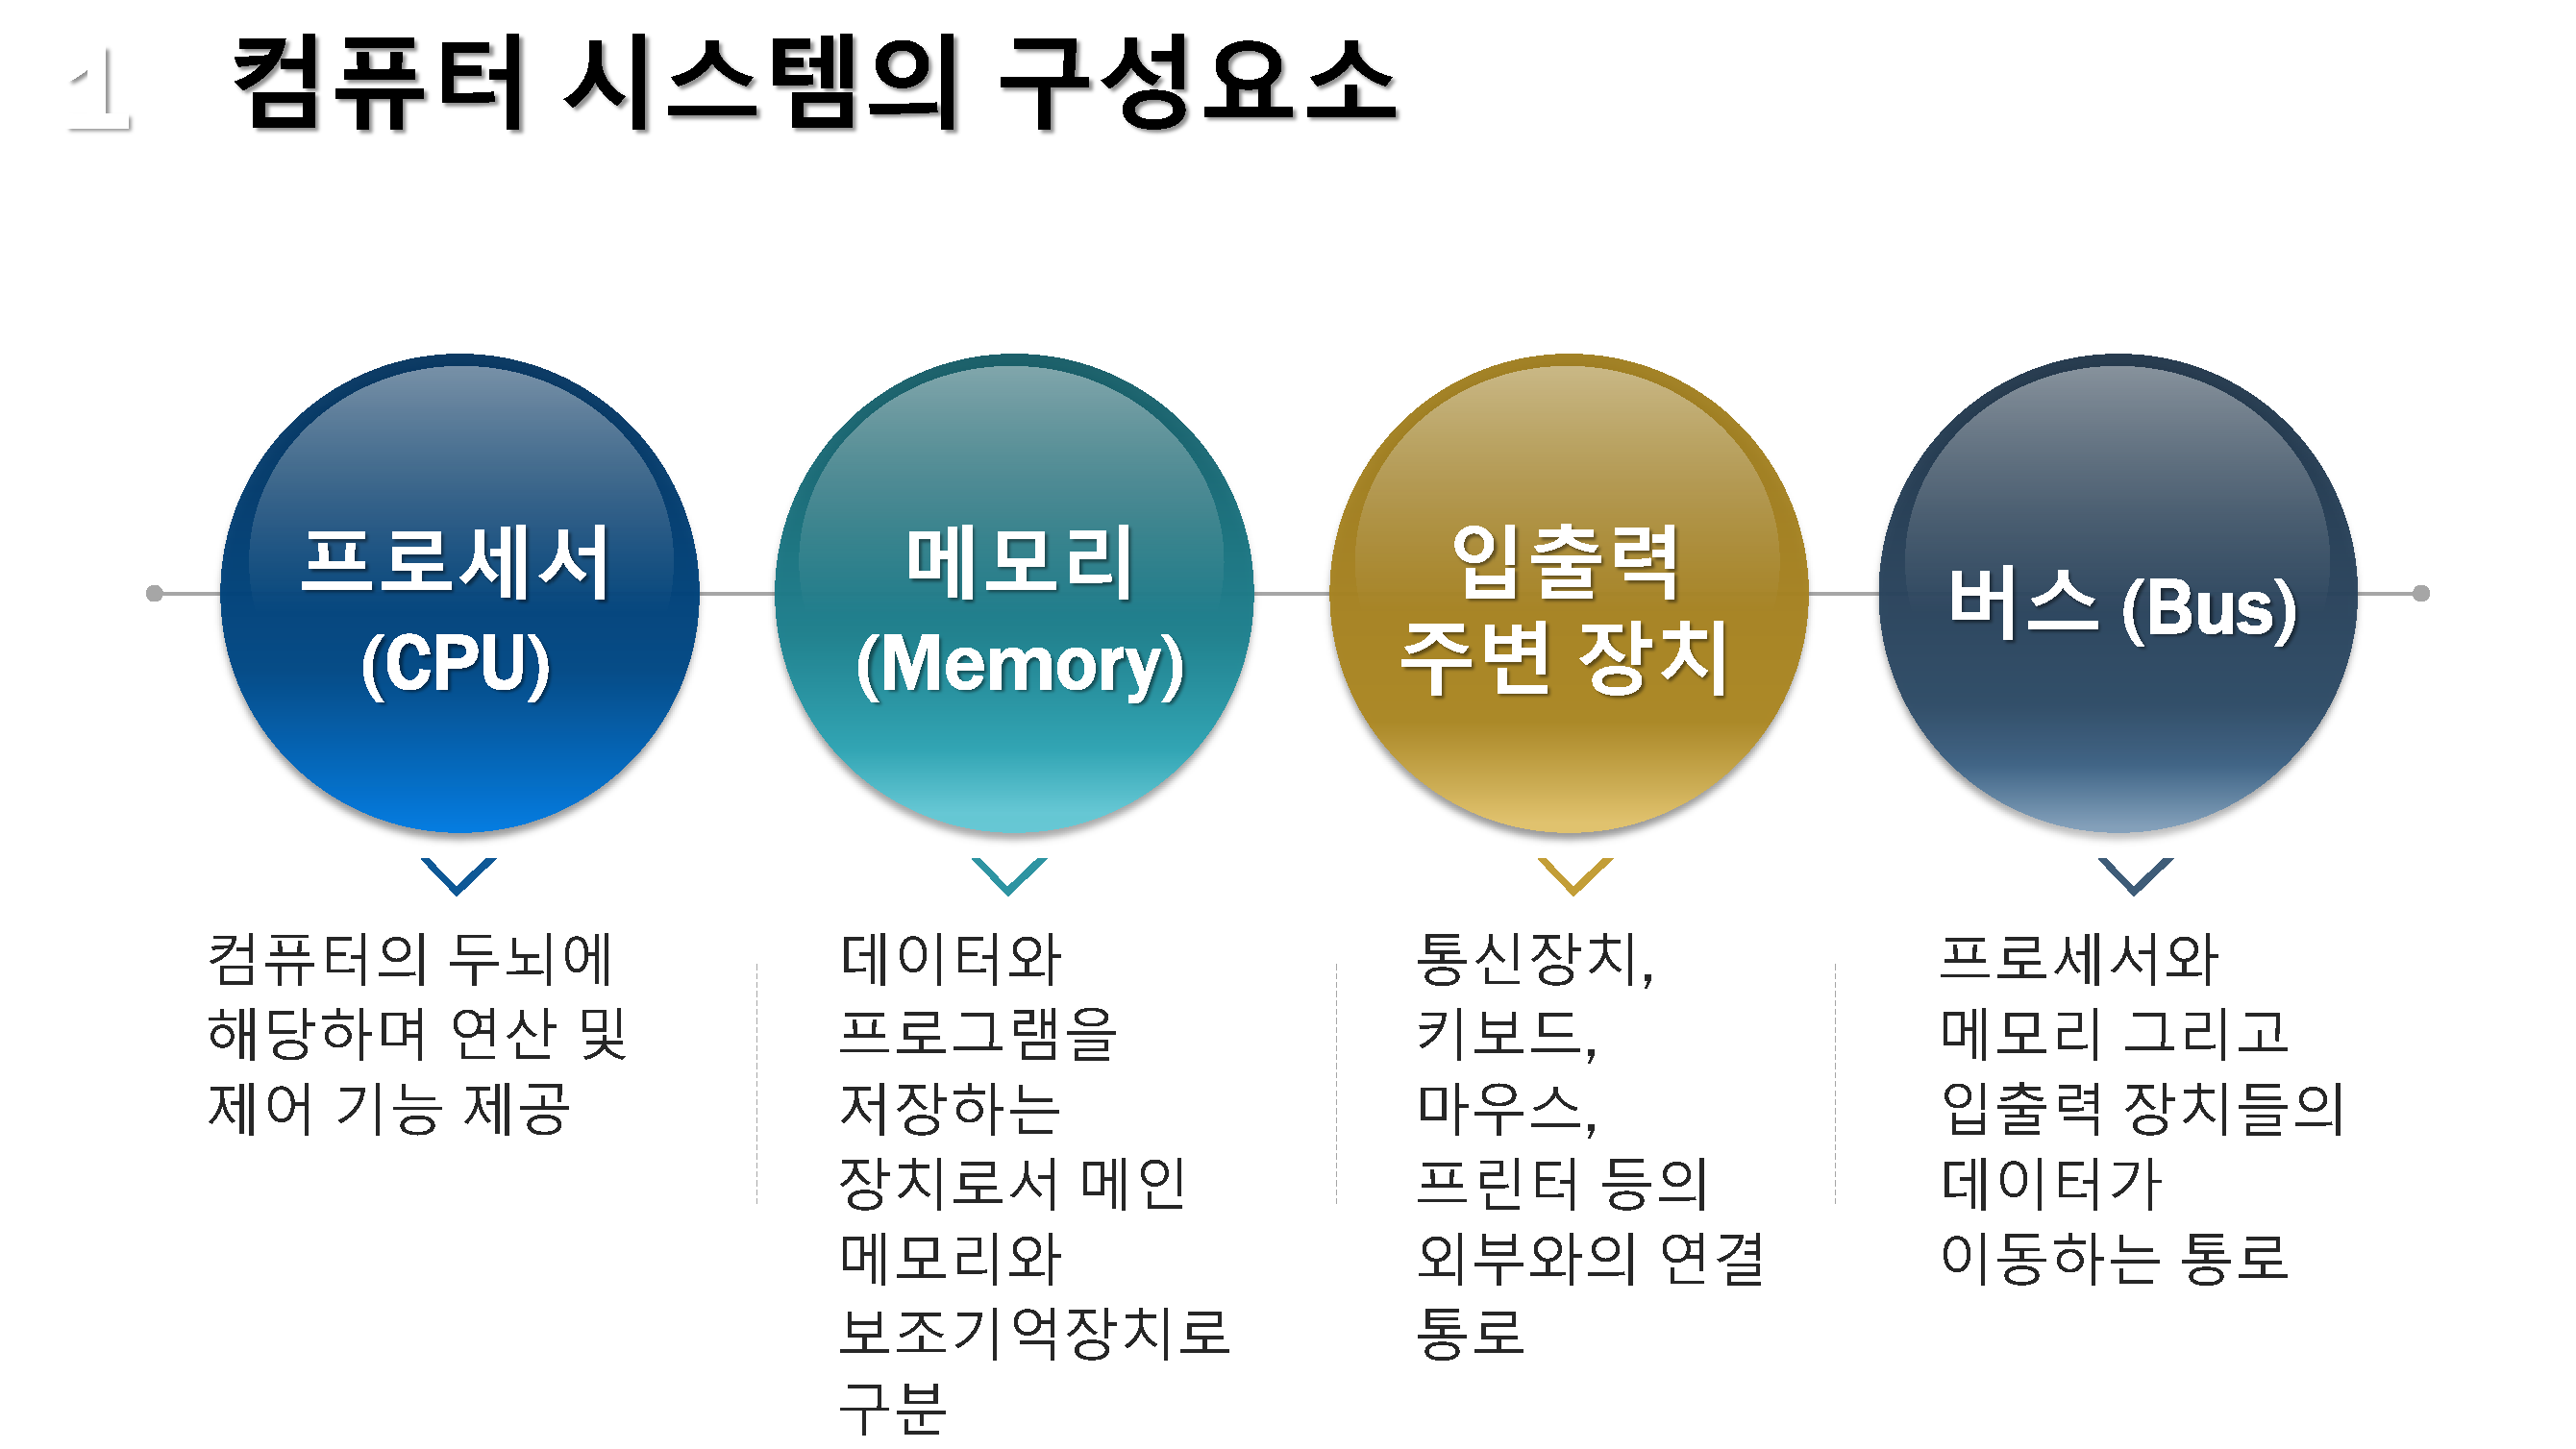 1 컴퓨터 시스템의 구성요소
프로세서
(CPU)
메모리
(Memory)
입출력
주변 장치
버스 (Bus)
컴퓨터의 두뇌에
해당하며 연산 및
제어 기능 제공
데이터와
프로그램을
저장하는
장치로서 메인
메모리와
보조기억장치로
구분
통신장치,
키보드,
마우스,
프린터 등의
외부와의 연결
통로
프로세서와
메모리 그리고
입출력 장치들의
데이터가
이동하는 통로